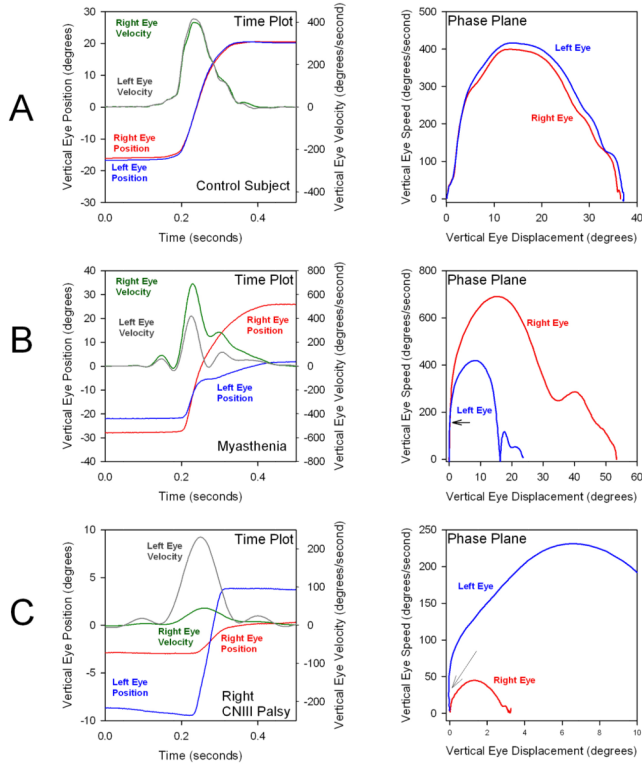 A
Time Plot
Right Eye
Velocity
Left Eye
Velocity
Right Eye
Position
Left Eye
Position
Control Subject
30
20
10
0
-10
-20
-30
400
200
0
-200
-400
0.0
0.2
0.4
Vertical Eye Position (degrees)
Vertical Eye Velocity (degrees/second)
Time (seconds)
Phase Plane
Left Eye
Right Eye
500
400
300
200
100
0
0
10
20
30
40
Vertical Eye Speed (degrees/second)
Vertical Eye Displacement (degrees)
B
Time Plot
Right Eye
Velocity
Left Eye
Velocity
Right Eye
Position
Left Eye
Position
Myasthenia
40
30
20
10
0
-10
-20
-30
-40
800
600
400
200
0
-200
-400
-600
-800
0.0
0.2
0.4
Vertical Eye Position (degrees)
Vertical Eye Velocity (degrees/second)
Time (seconds)
Phase Plane
Right Eye
Left Eye
800
600
400
200
0
0
10
20
30
40
50
60
Vertical Eye Speed (degrees/second)
Vertical Eye Displacement (degrees)
C
Time Plot
Left Eye
Velocity
Right Eye
Velocity
Right Eye
Position
Left Eye
Position
Right
CNIII Palsy
10
5
0
-5
-10
200
100
0
-100
-200
0.0
0.2
0.4
Vertical Eye Position (degrees)
Vertical Eye Velocity (degrees/second)
Time (seconds)
Phase Plane
Left Eye
Right Eye
250
200
150
100
50
0
0
2
4
6
8
10
Vertical Eye Speed (degrees/second)
Vertical Eye Displacement (degrees)